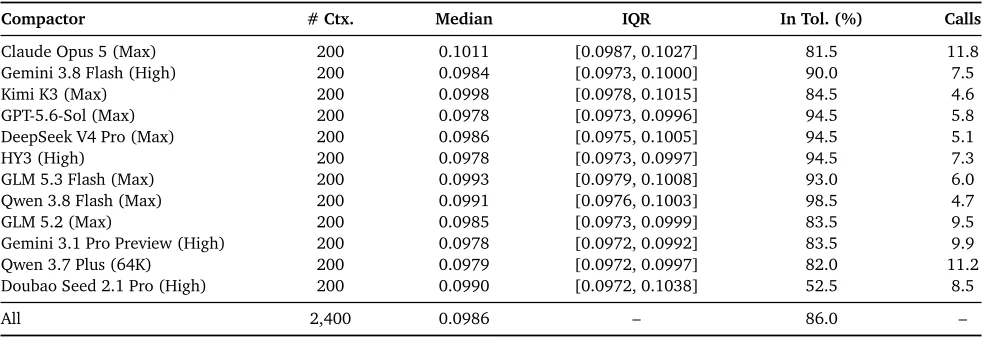 Compactor # Ctx. Median IQR In Tol. (%) Calls
Claude Opus 5 (Max) 200 0.1011 [0.0987, 0.1027] 81.5 11.8
Gemini 3.8 Flash (High) 200 0.0984 [0.0973, 0.1000] 90.0 7.5
Kimi K3 (Max) 200 0.0998 [0.0978, 0.1015] 84.5 4.6
GPT-5.6-Sol (Max) 200 0.0978 [0.0973, 0.0996] 94.5 5.8
DeepSeek V4 Pro (Max) 200 0.0986 [0.0975, 0.1005] 94.5 5.1
HY3 (High) 200 0.0978 [0.0973, 0.0997] 94.5 7.3
GLM 5.3 Flash (Max) 200 0.0993 [0.0979, 0.1008] 93.0 6.0
Qwen 3.8 Flash (Max) 200 0.0991 [0.0976, 0.1003] 98.5 4.7
GLM 5.2 (Max) 200 0.0985 [0.0973, 0.0999] 83.5 9.5
Gemini 3.1 Pro Preview (High) 200 0.0978 [0.0972, 0.0992] 83.5 9.9
Qwen 3.7 Plus (64K) 200 0.0979 [0.0972, 0.0997] 82.0 11.2
Doubao Seed 2.1 Pro (High) 200 0.0990 [0.0972, 0.1038] 52.5 8.5
All 2,400 0.0986 – 86.0 –